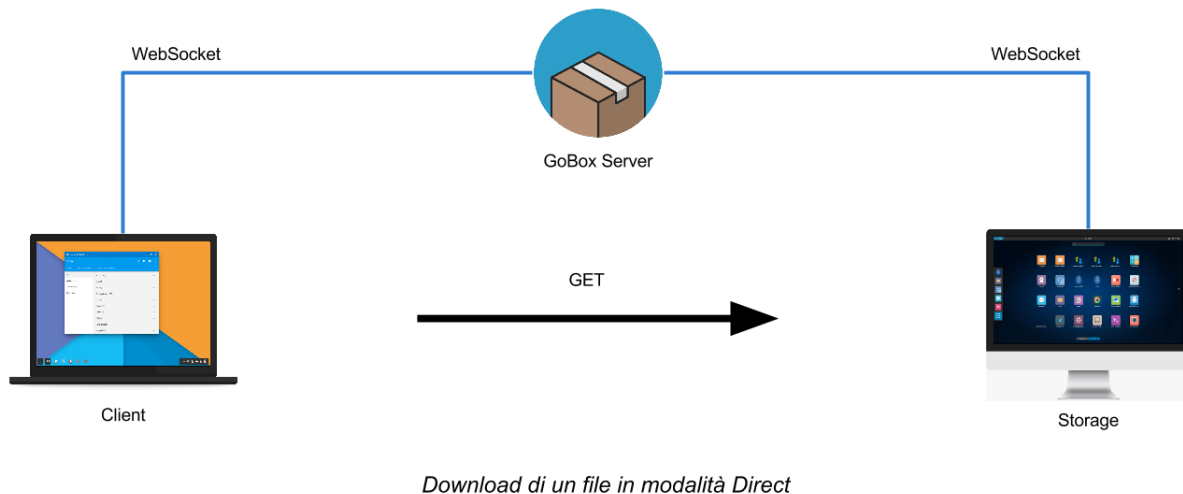 WebSocket
WebSocket
GoBox Server
GET
Client
Storage
Download di un file in modalità Direct